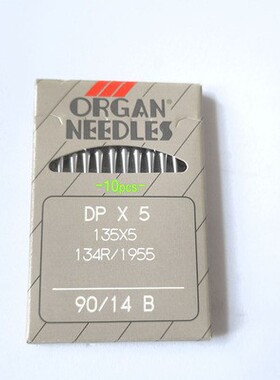 ORGAN®
NEEDLES
-10pcs-
DP X 5
135X5
134R/1955
90/14 B